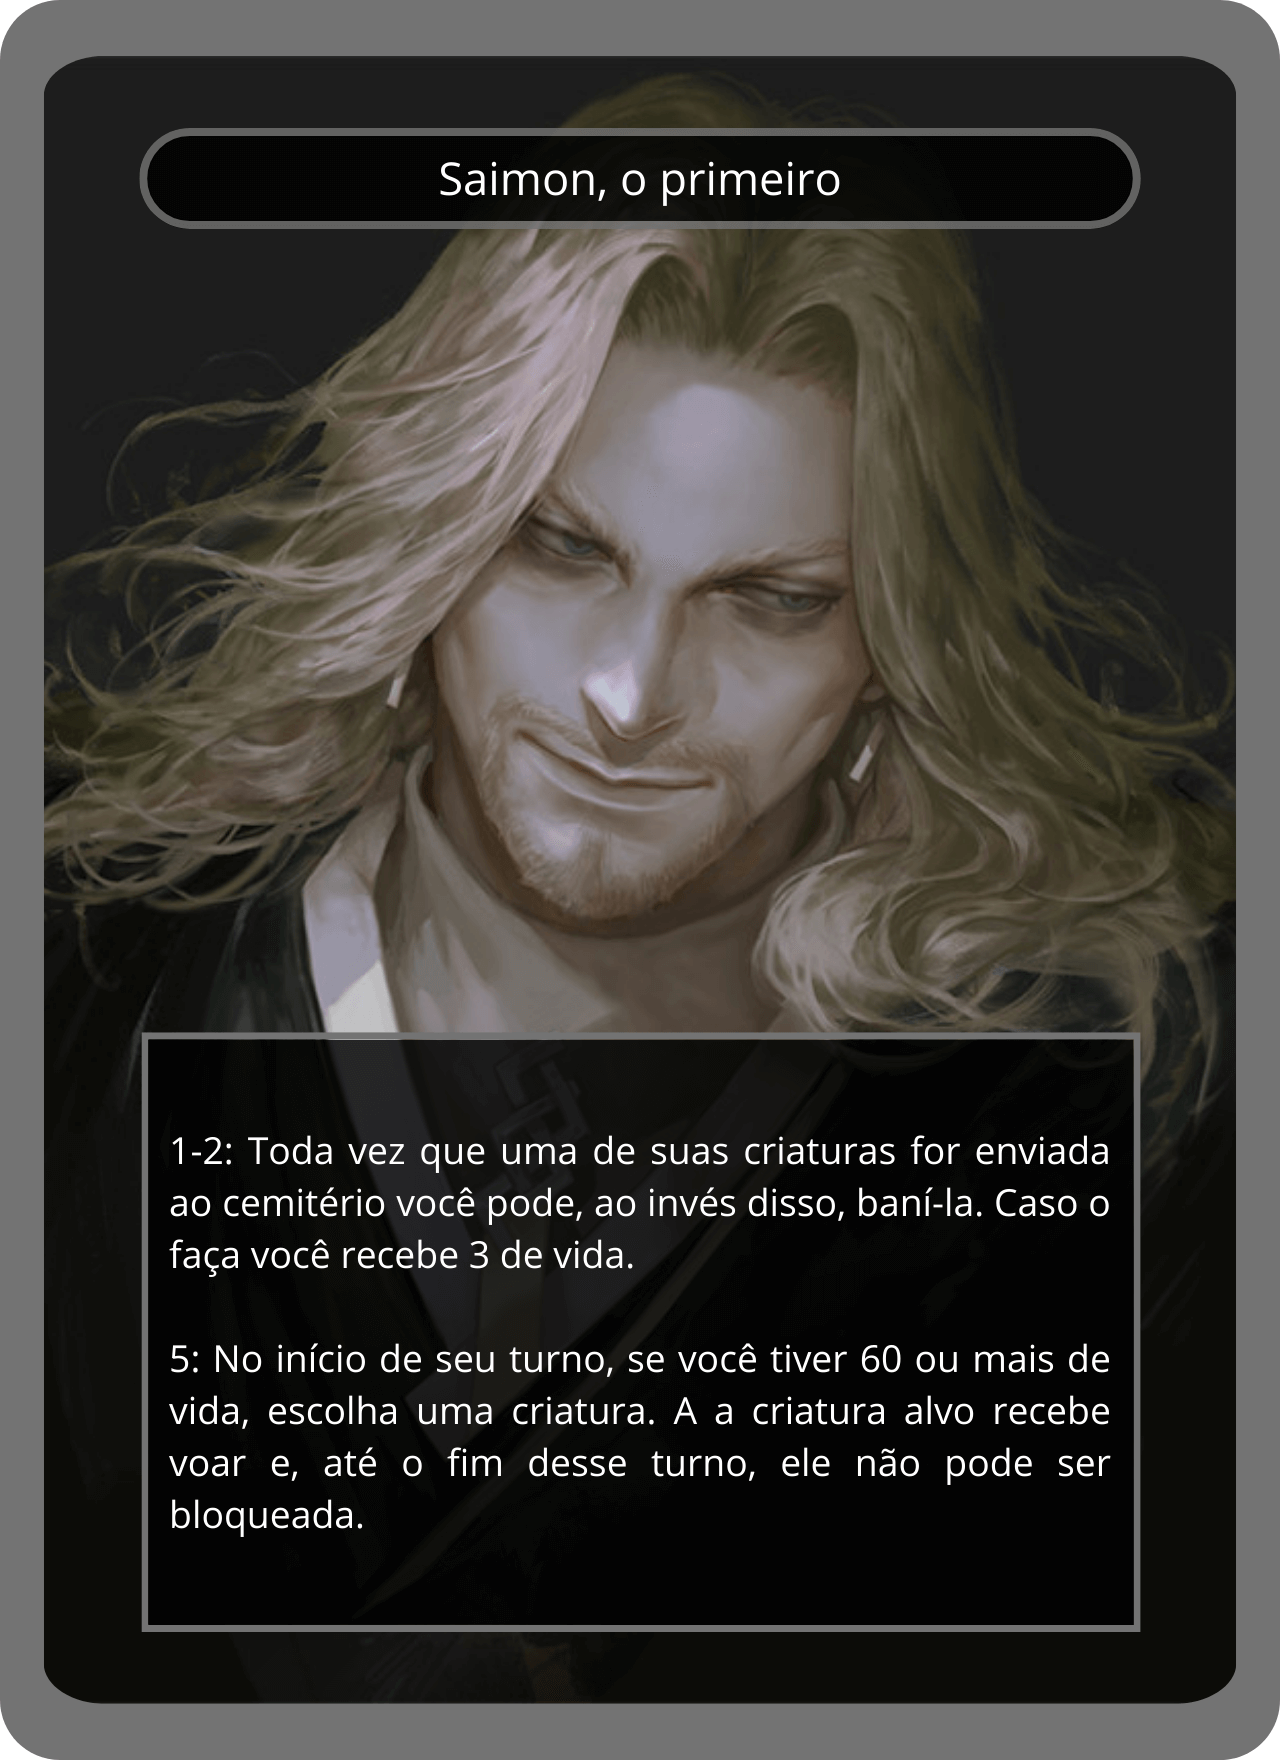 Saimon, o primeiro
1-2: Toda vez que uma de suas criaturas for enviada
ao cemitério você pode, ao invés disso, baní-la. Caso o
faça você recebe 3 de vida.
5: No início de seu turno, se você tiver 60 ou mais de
vida, escolha uma criatura. A a criatura alvo recebe
voar e, até o fim desse turno, ele não pode ser
bloqueada.